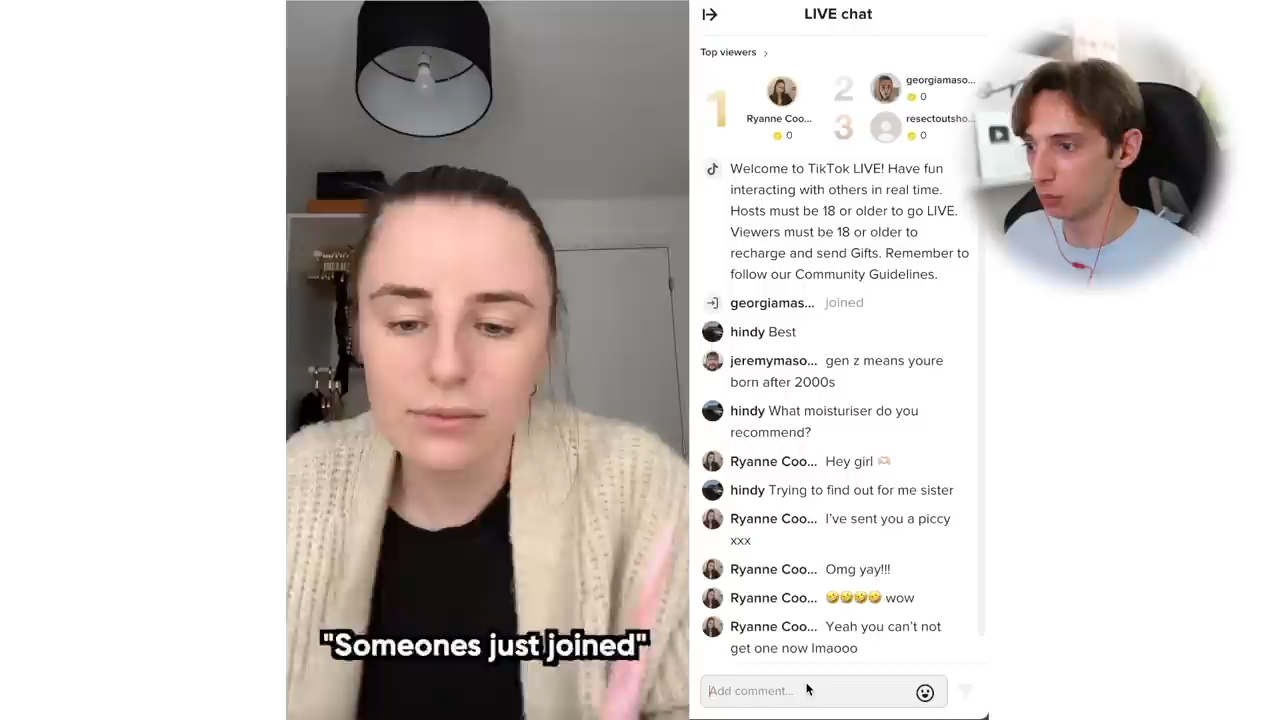 LIVE chat
Top viewers
1
2
georgiamaso...
0
Ryanne Coo...
0
3
resectoutsho...
0
Welcome to TikTok LIVE! Have fun
interacting with others in real time.
Hosts must be 18 or older to go LIVE.
Viewers must be 18 or older to
recharge and send Gifts. Remember to
follow our Community Guidelines.
georgiamas... joined
hindy Best
jeremymaso... gen z means youre
born after 2000s
hindy What moisturiser do you
recommend?
Ryanne Coo... Hey girl 🫶🏻
hindy Trying to find out for me sister
Ryanne Coo... I've sent you a piccy
xxx
Ryanne Coo... Omg yay!!!
Ryanne Coo... 🤣🤣🤣🤣 wow
Ryanne Coo... Yeah you can't not
get one now lmaooo
Add comment...
"Someones just joined"